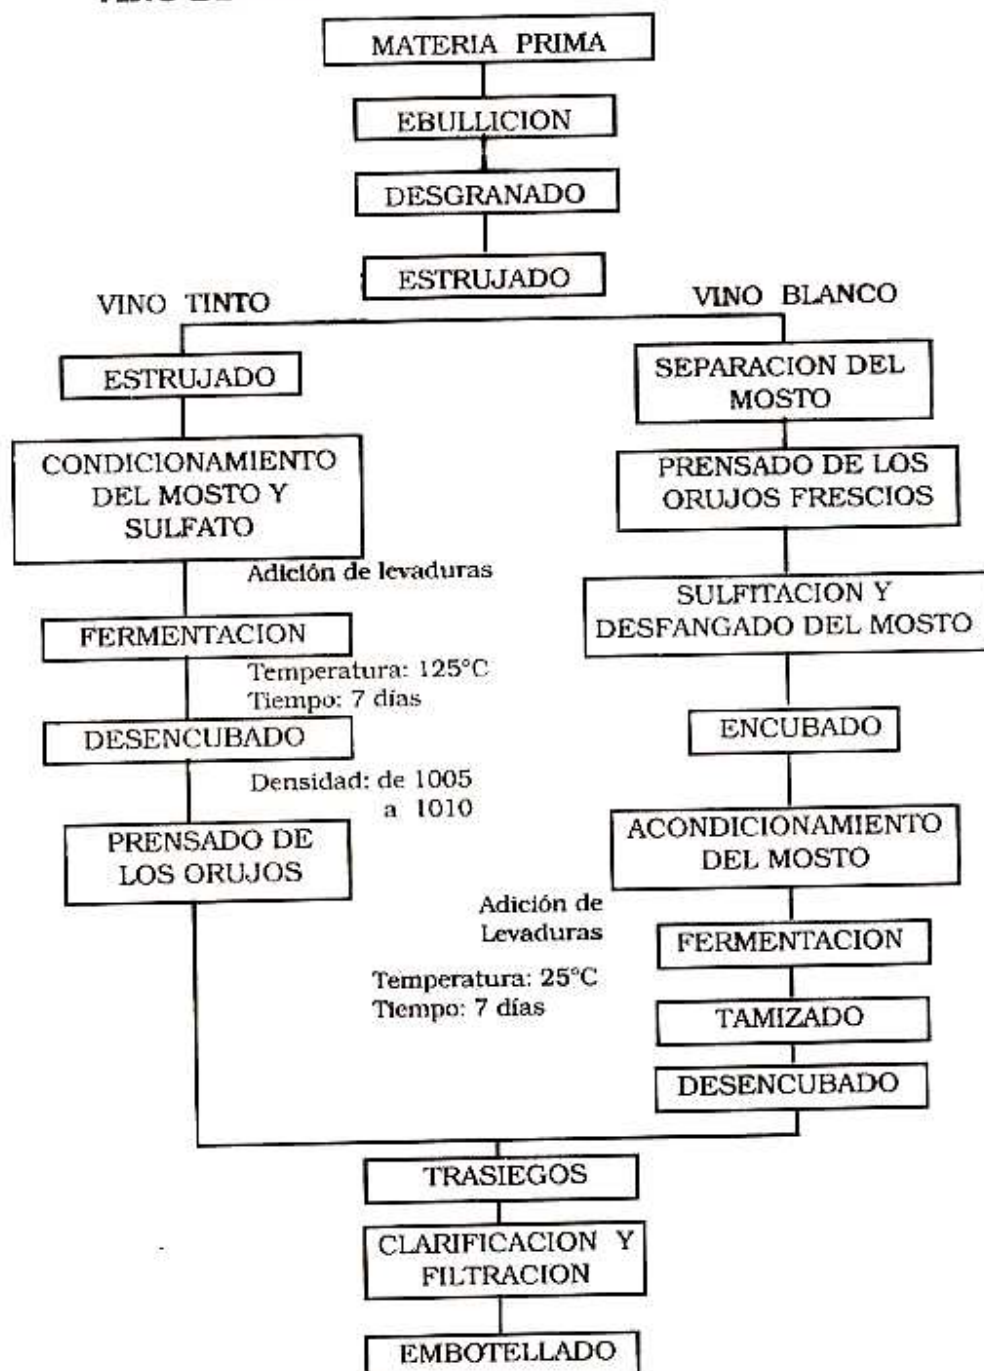 MATERIA PRIMA
EBULLICION
DESGRANADO
ESTRUJADO
VINO TINTO
VINO BLANCO
ESTRUJADO
CONDICIONAMIENTO
DEL MOSTO Y
SULFATO
Adición de levaduras
FERMENTACION
Temperatura: 125°C
Tiempo: 7 días
DESENCUBADO
Densidad: de 1005
a 1010
PRENSADO DE
LOS ORUJOS
SEPARACION DEL
MOSTO
PRENSADO DE LOS
ORUJOS FRESCIOS
SULFITACION Y
DESFANGADO DEL MOSTO
ENCUBADO
ACONDICIONAMIENTO
DEL MOSTO
Adición de
Levaduras
FERMENTACION
Temperatura: 25°C
Tiempo: 7 días
TAMIZADO
DESENCUBADO
TRASIEGOS
CLARIFICACION Y
FILTRACION
EMBOTELLADO